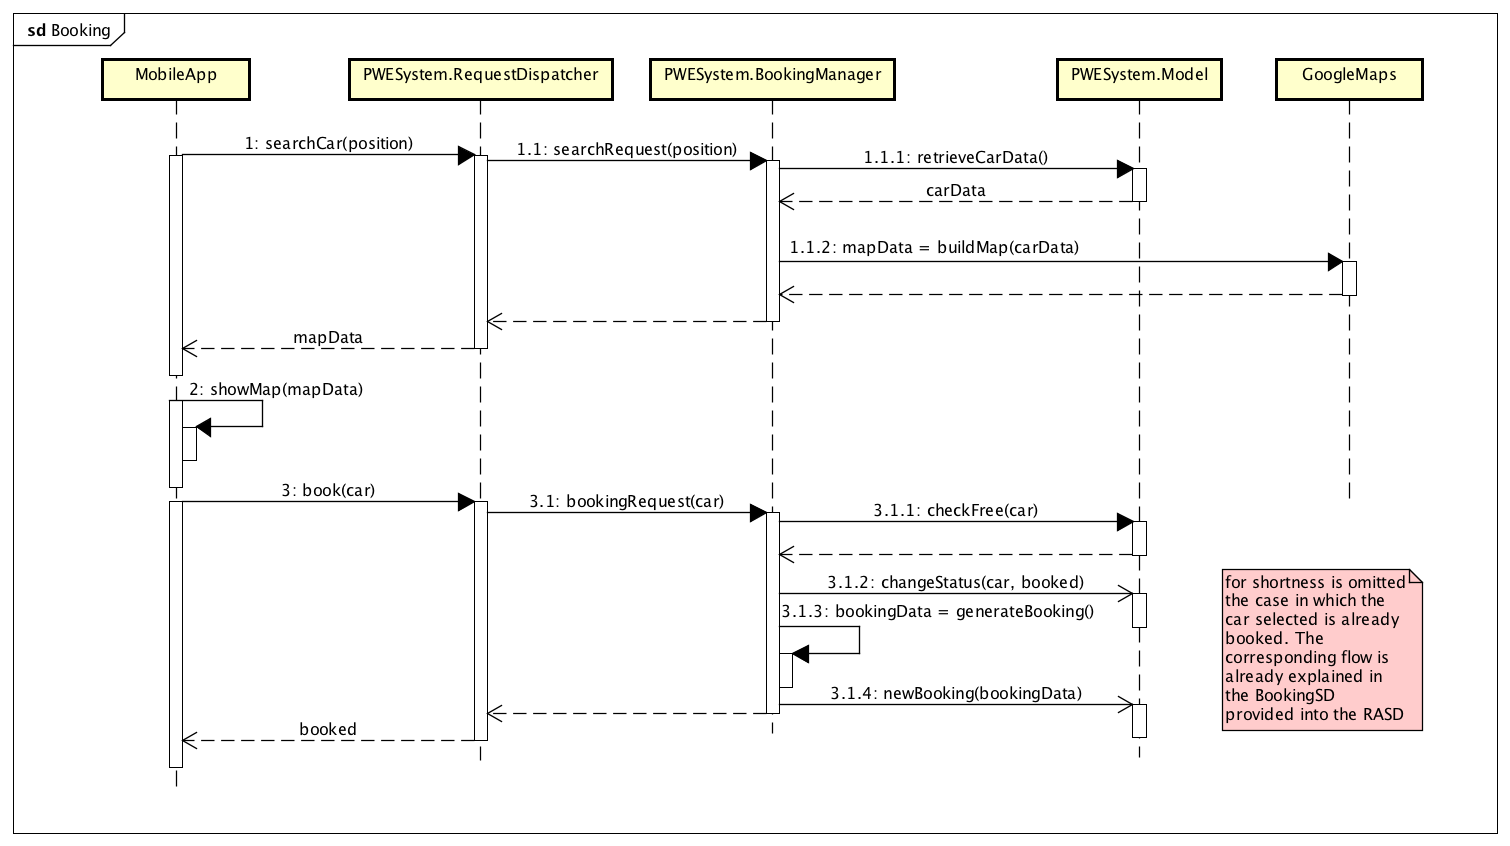 sd Booking
MobileApp
PWESystem.RequestDispatcher
PWESystem.BookingManager
PWESystem.Model
GoogleMaps
1: searchCar(position)
1.1: searchRequest(position)
1.1.1: retrieveCarData()
carData
1.1.2: mapData = buildMap(carData)
mapData
2: showMap(mapData)
3: book(car)
3.1: bookingRequest(car)
3.1.1: checkFree(car)
3.1.2: changeStatus(car, booked)
3.1.3: bookingData = generateBooking()
3.1.4: newBooking(bookingData)
booked
for shortness is omitted
the case in which the
car selected is already
booked. The
corresponding flow is
already explained in
the BookingSD
provided into the RASD